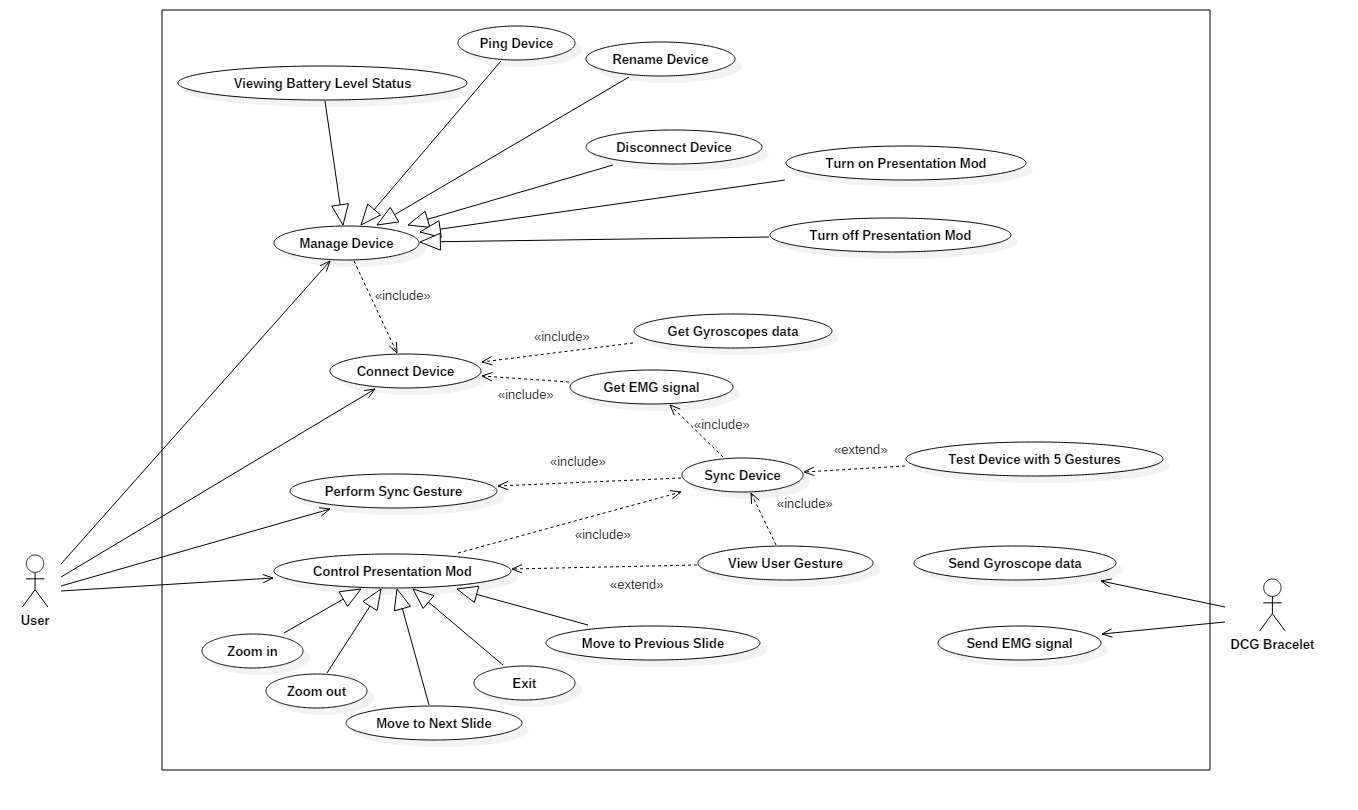 Ping Device
Rename Device
Viewing Battery Level Status
Disconnect Device
Turn on Presentation Mod
Turn off Presentation Mod
Manage Device
«include»
Get Gyroscopes data
«include»
Connect Device
Get EMG signal
«include»
«include»
«extend»
Test Device with 5 Gestures
«include»
Sync Device
Perform Sync Gesture
«include»
«include»
View User Gesture
Send Gyroscope data
Control Presentation Mod
«extend»
User
Move to Previous Slide
Send EMG signal
DCG Bracelet
Zoom in
Exit
Zoom out
Move to Next Slide